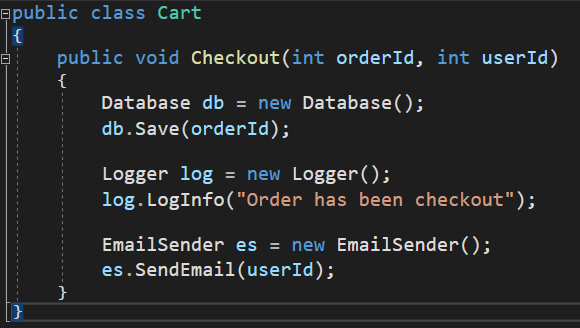 public class Cart
{
public void Checkout(int orderId, int userId)
{
Database db = new Database();
db.Save(orderId);
Logger log = new Logger();
log.LogInfo("Order has been checkout");
EmailSender es = new EmailSender();
es.SendEmail(userId);
}
}